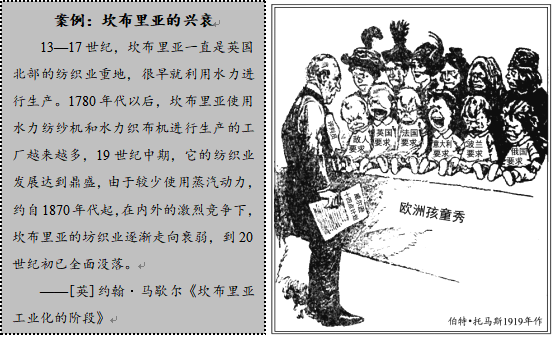 案例：坎布里亚的兴衰
13—17 世纪，坎布里亚一直是英国
北部的纺织业重地，很早就利用水力进
行生产。1780 年代以后，坎布里亚使用
水力纺纱机和水力织布机进行生产的工
厂越来越多，19 世纪中期，它的纺织业
发展达到鼎盛，由于较少使用蒸汽动力，
约自 1870 年代起,在内外的激烈竞争下，
坎布里亚的坊织业逐渐走向衰弱，到 20
世纪初已全面没落。
——[英]约翰·马歇尔《坎布里亚
工业化的阶段》
敌人
要求
英国
要求
法国
要求
意大利
要求
波兰
要求
俄国
要求
欧洲孩童秀
伯特·托马斯1919年作